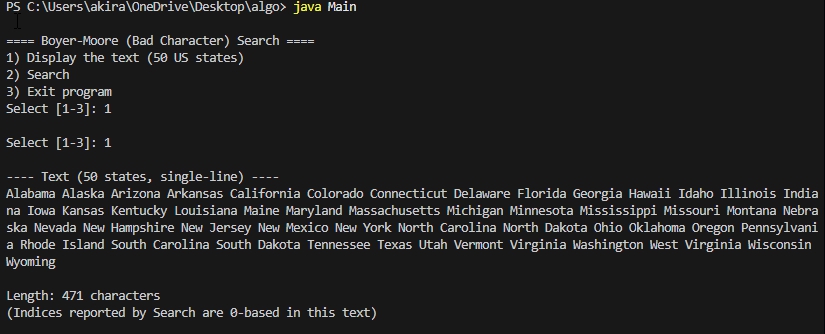 PS C:\Users\akira\OneDrive\Desktop\algo> java Main
==== Boyer-Moore (Bad Character) Search ====
1) Display the text (50 US states)
2) Search
3) Exit program
Select [1-3]: 1
Select [1-3]: 1
---- Text (50 states, single-line) ----
Alabama Alaska Arizona Arkansas California Colorado Connecticut Delaware Florida Georgia Hawaii Idaho Illinois India
na Iowa Kansas Kentucky Louisiana Maine Maryland Massachusetts Michigan Minnesota Mississippi Missouri Montana Nebra
ska Nevada New Hampshire New Jersey New Mexico New York North Carolina North Dakota Ohio Oklahoma Oregon Pennsylvani
a Rhode Island South Carolina South Dakota Tennessee Texas Utah Vermont Virginia Washington West Virginia Wisconsin
Wyoming
Length: 471 characters
(Indices reported by Search are 0-based in this text)